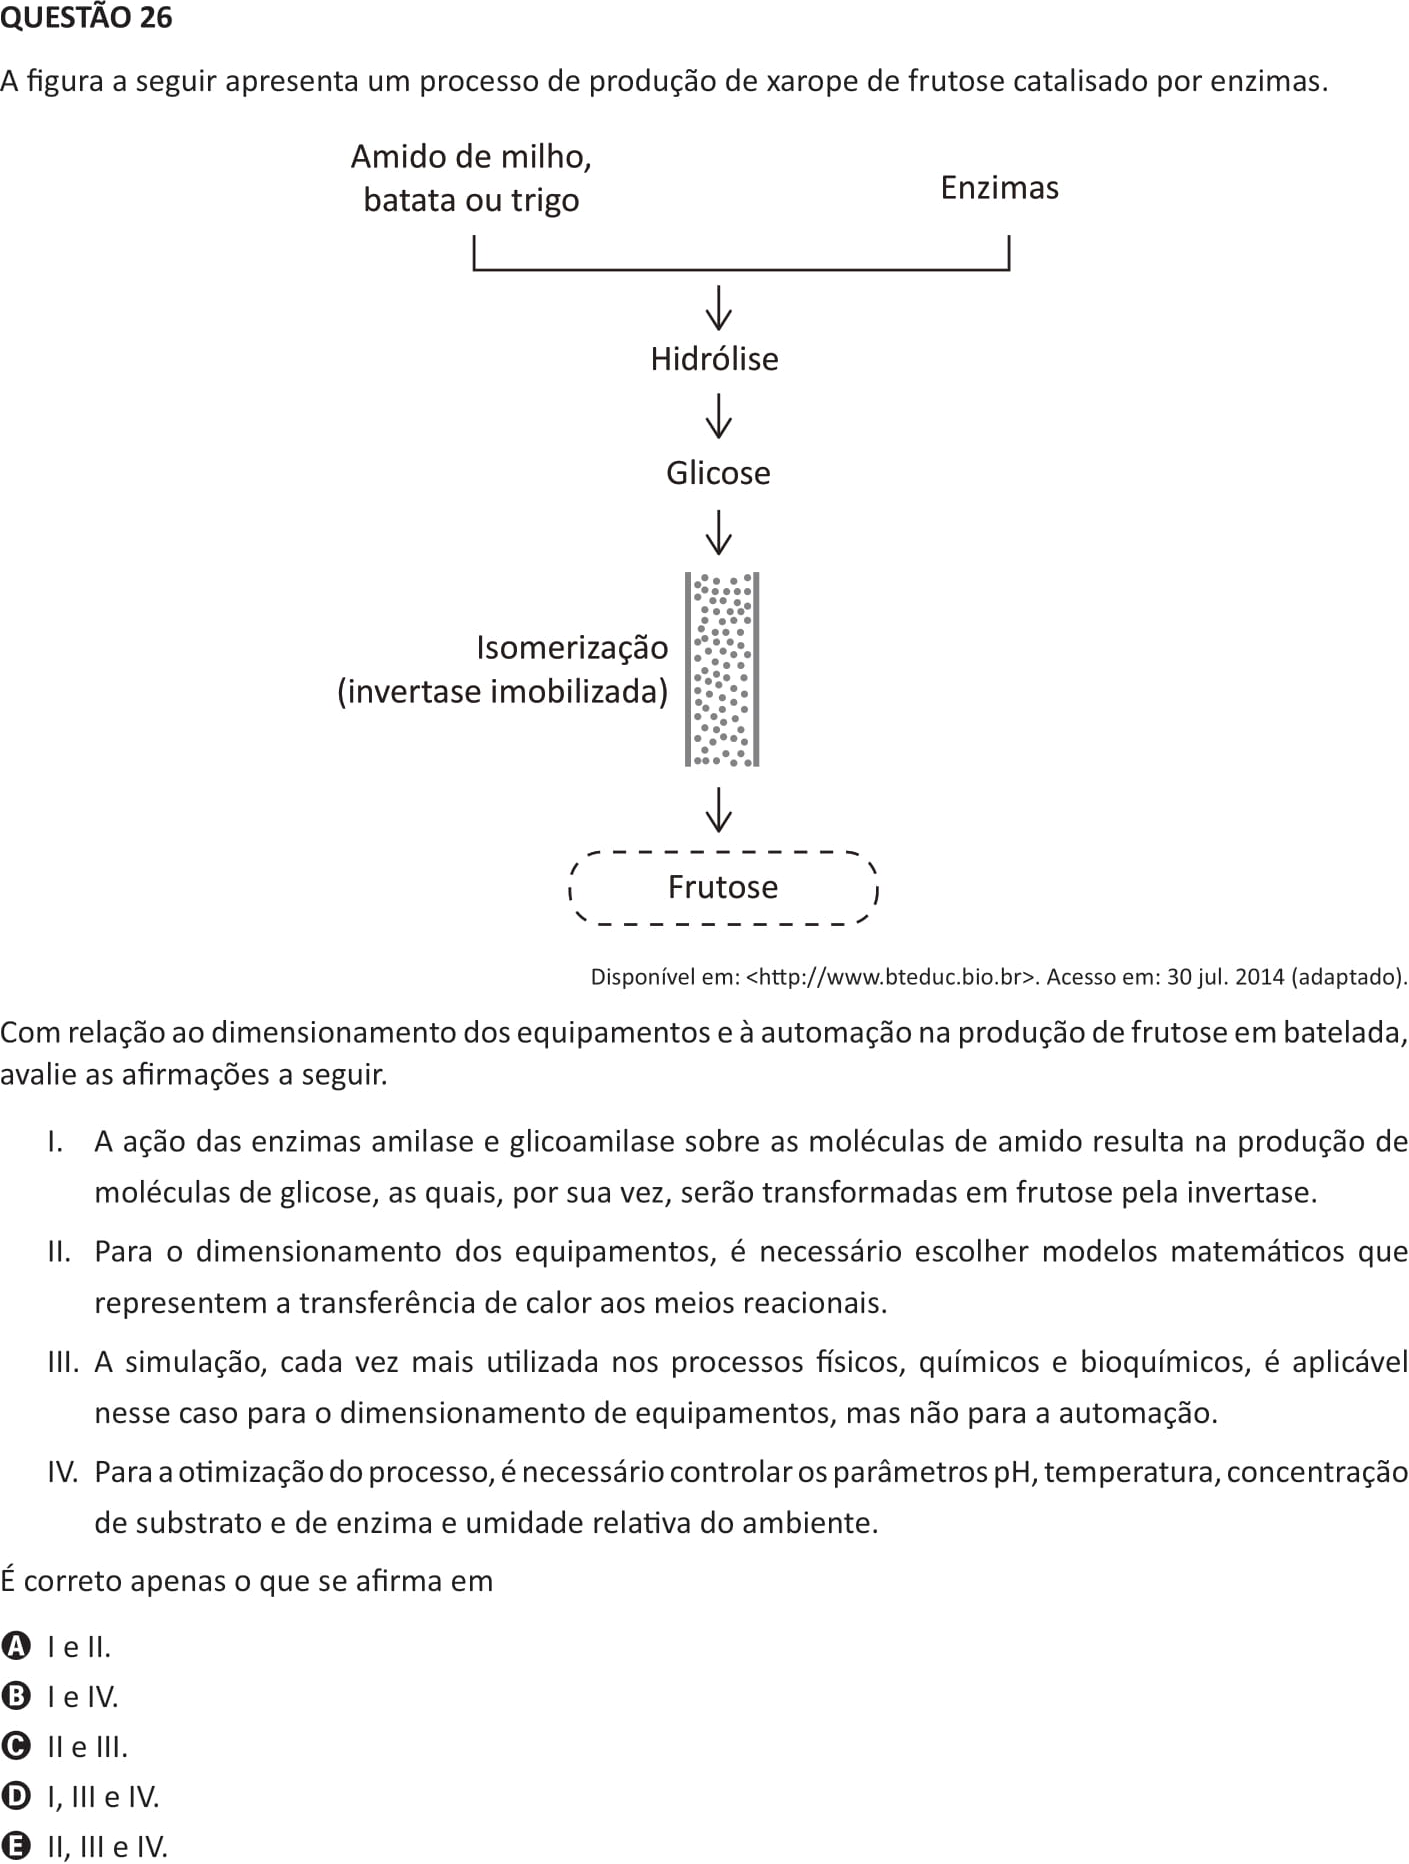 QUESTÃO 26
A figura a seguir apresenta um processo de produção de xarope de frutose catalisado por enzimas.
Amido de milho,
batata ou trigo
Enzimas
Hidrólise
Glicose
Isomerização
(invertase imobilizada)
Frutose
Disponível em: <http://www.bteduc.bio.br>. Acesso em: 30 jul. 2014 (adaptado).
Com relação ao dimensionamento dos equipamentos e à automação na produção de frutose em batelada,
avalie as afirmações a seguir.
I. A ação das enzimas amilase e glicoamilase sobre as moléculas de amido resulta na produção de
moléculas de glicose, as quais, por sua vez, serão transformadas em frutose pela invertase.
II. Para o dimensionamento dos equipamentos, é necessário escolher modelos matemáticos que
representem a transferência de calor aos meios reacionais.
III. A simulação, cada vez mais utilizada nos processos físicos, químicos e bioquímicos, é aplicável
nesse caso para o dimensionamento de equipamentos, mas não para a automação.
IV. Para a otimização do processo, é necessário controlar os parâmetros pH, temperatura, concentração
de substrato e de enzima e umidade relativa do ambiente.
É correto apenas o que se afirma em
A I e II.
B I e IV.
C II e III.
D I, III e IV.
E II, III e IV.